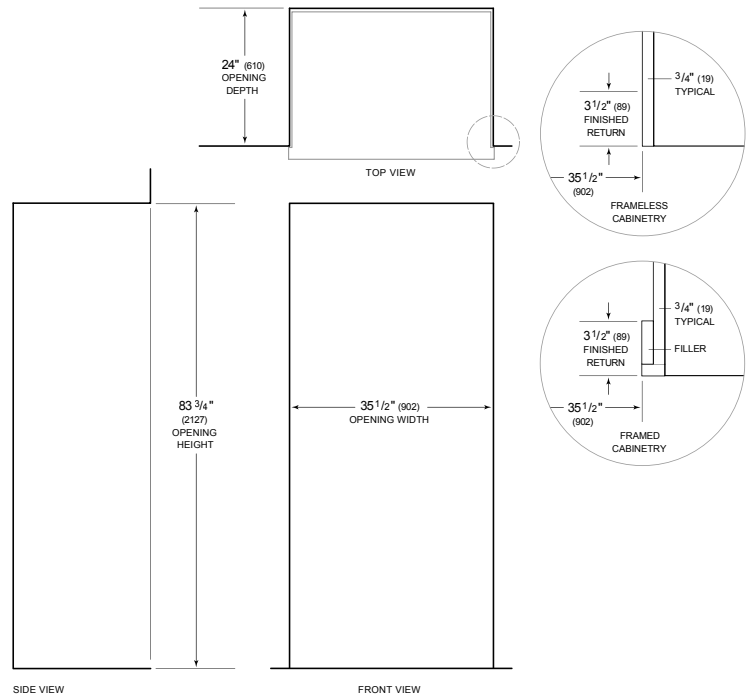 24" (610)
OPENING
DEPTH
TOP VIEW
3/4" (19)
TYPICAL
3 1/2" (89)
FINISHED
RETURN
35 1/2"
(902)
FRAMELESS
CABINETRY
3/4" (19)
TYPICAL
3 1/2" (89)
FINISHED
RETURN
FILLER
35 1/2"
(902)
FRAMED
CABINETRY
83 3/4"
(2127)
OPENING
HEIGHT
35 1/2" (902)
OPENING WIDTH
SIDE VIEW
FRONT VIEW